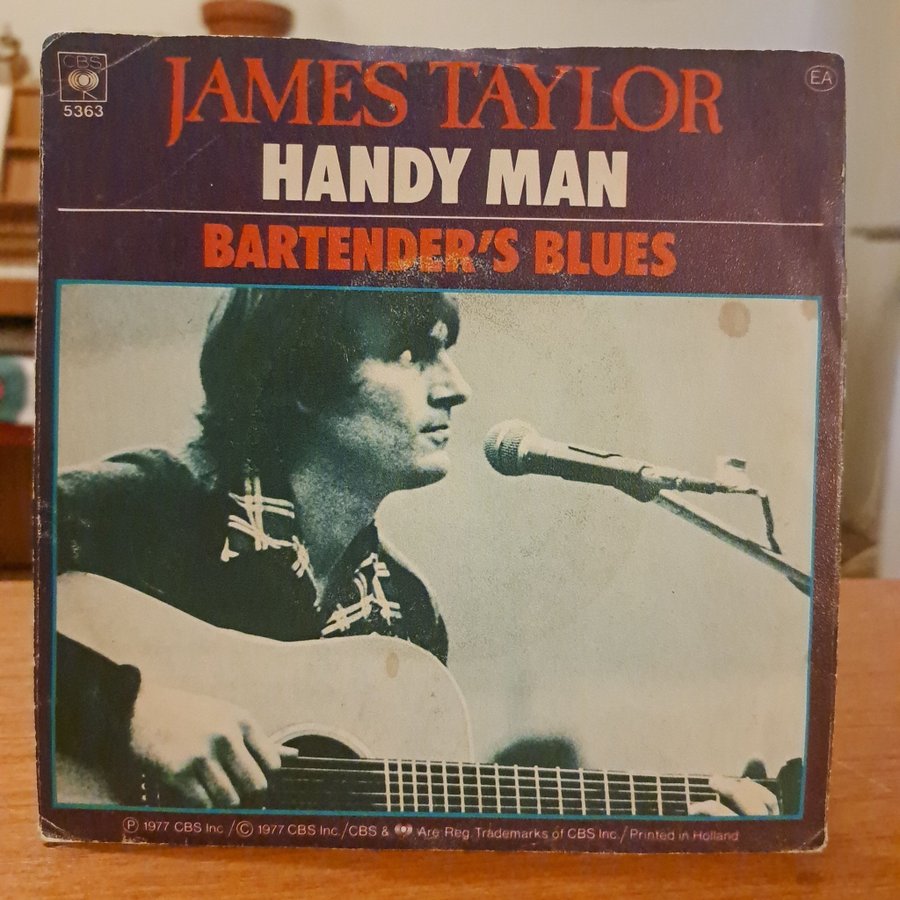 CBS
5363
EA
JAMES TAYLOR
HANDY MAN
BARTENDER'S BLUES
Ⓟ 1977 CBS Inc./Ⓒ 1977 CBS Inc./CBS & Are Reg. Trademarks of CBS Inc./Printed in Holland